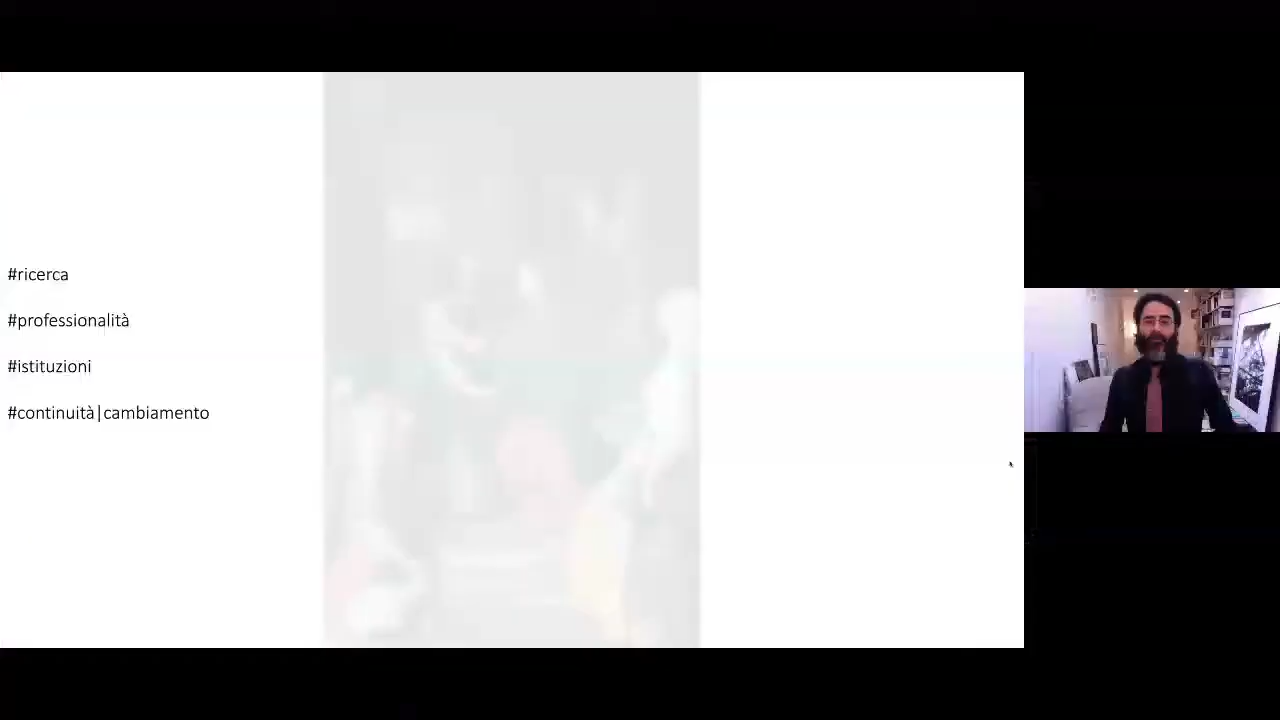 #ricerca
#professionalità
#istituzioni
#continuità|cambiamento